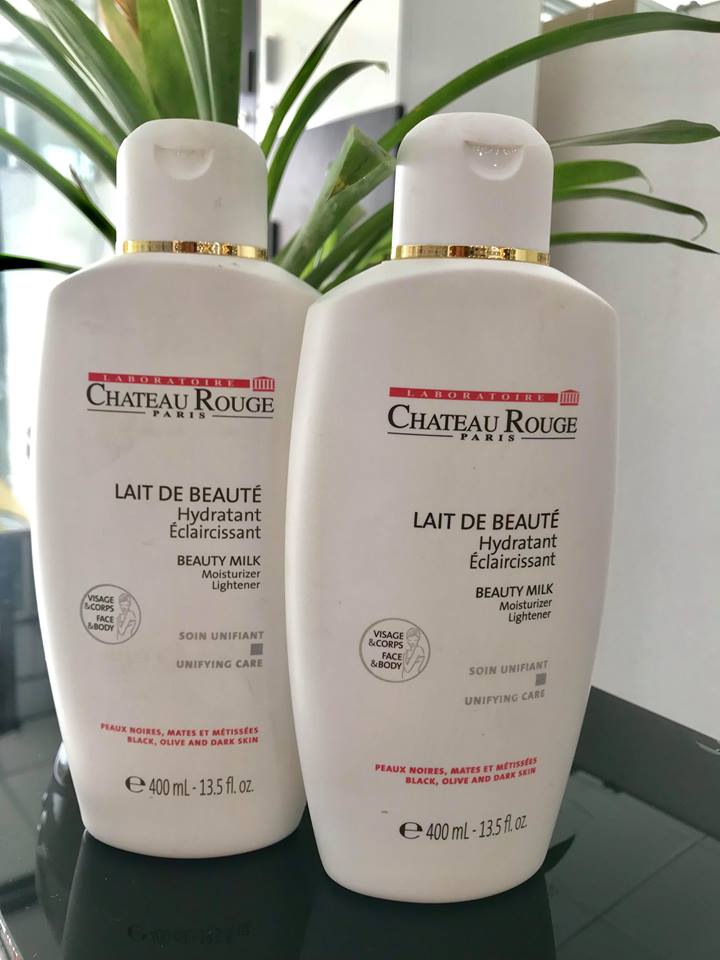 LABORATOIRE
CHATEAU ROUGE
PARIS
LAIT DE BEAUTÉ
Hydratant
Éclaircissant
BEAUTY MILK
Moisturizer
Lightener
VISAGE
&CORPS
FACE
&BODY
SOIN UNIFIANT
UNIFYING CARE
PEAUX NOIRES, MATES ET MÉTISSÉES
BLACK, OLIVE AND DARK SKIN
℮ 400 mL - 13.5 fl. oz.
LABORATOIRE
CHATEAU ROUGE
PARIS
LAIT DE BEAUTÉ
Hydratant
Éclaircissant
BEAUTY MILK
Moisturizer
Lightener
VISAGE
&CORPS
FACE
&BODY
SOIN UNIFIANT
UNIFYING CARE
PEAUX NOIRES, MATES ET MÉTISSÉES
BLACK, OLIVE AND DARK SKIN
℮ 400 mL - 13.5 fl. oz.